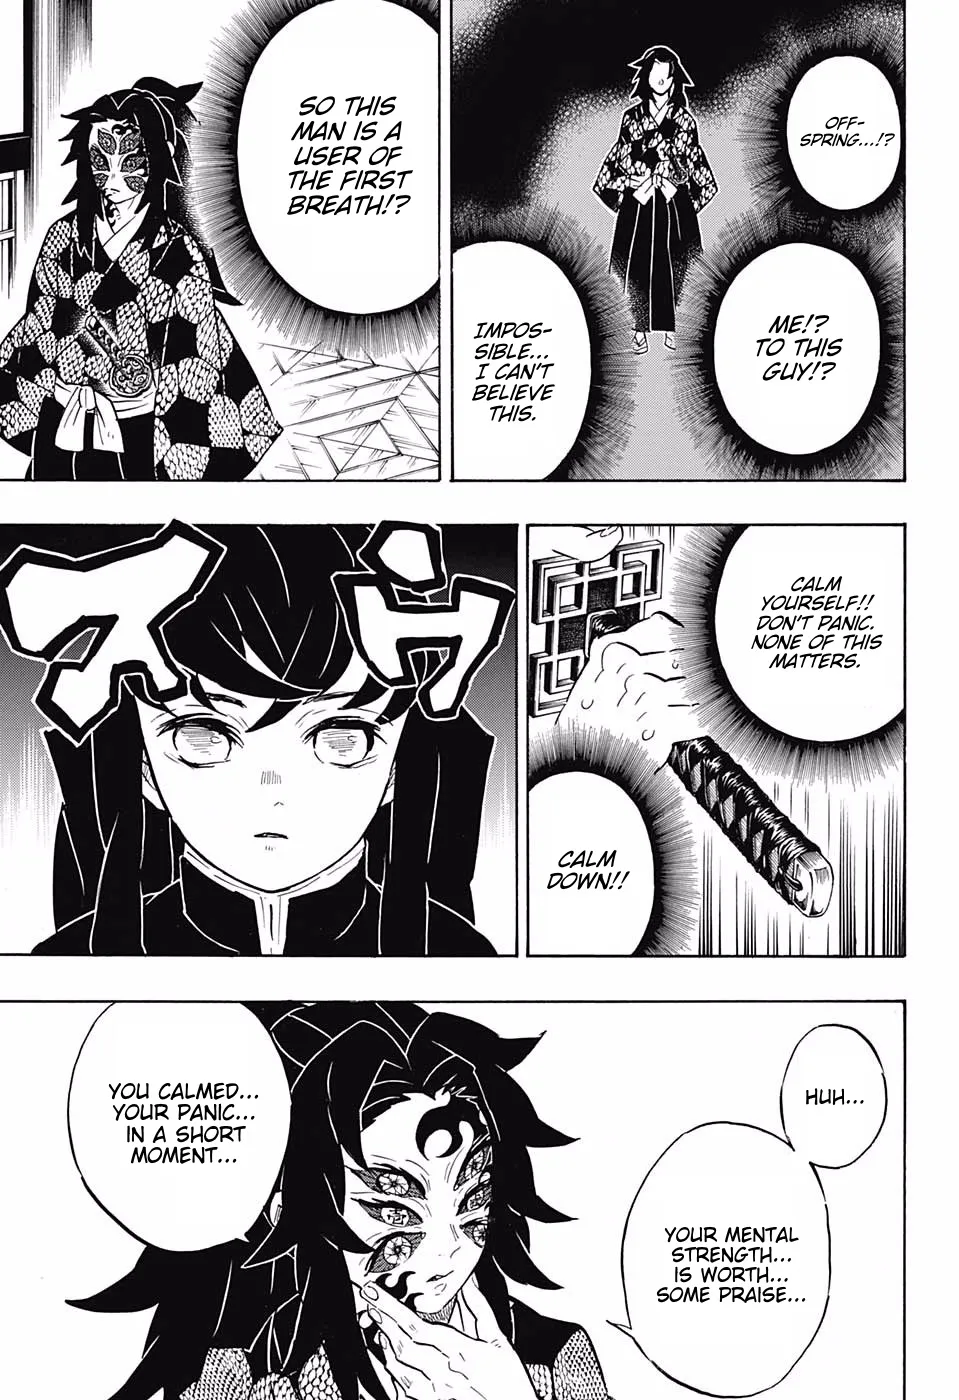 OFF-
SPRING...!?
ME!?
TO THIS
GUY!?
IMPOS-
SIBLE...
I CAN'T
BELIEVE
THIS.
SO THIS
MAN IS A
USER OF
THE FIRST
BREATH!?
CALM
YOURSELF!!
DON'T PANIC.
NONE OF THIS
MATTERS.
CALM
DOWN!!
スゥ
HUH...
YOUR MENTAL
STRENGTH...
IS WORTH...
SOME PRAISE...
YOU CALMED...
YOUR PANIC...
IN A SHORT
MOMENT...